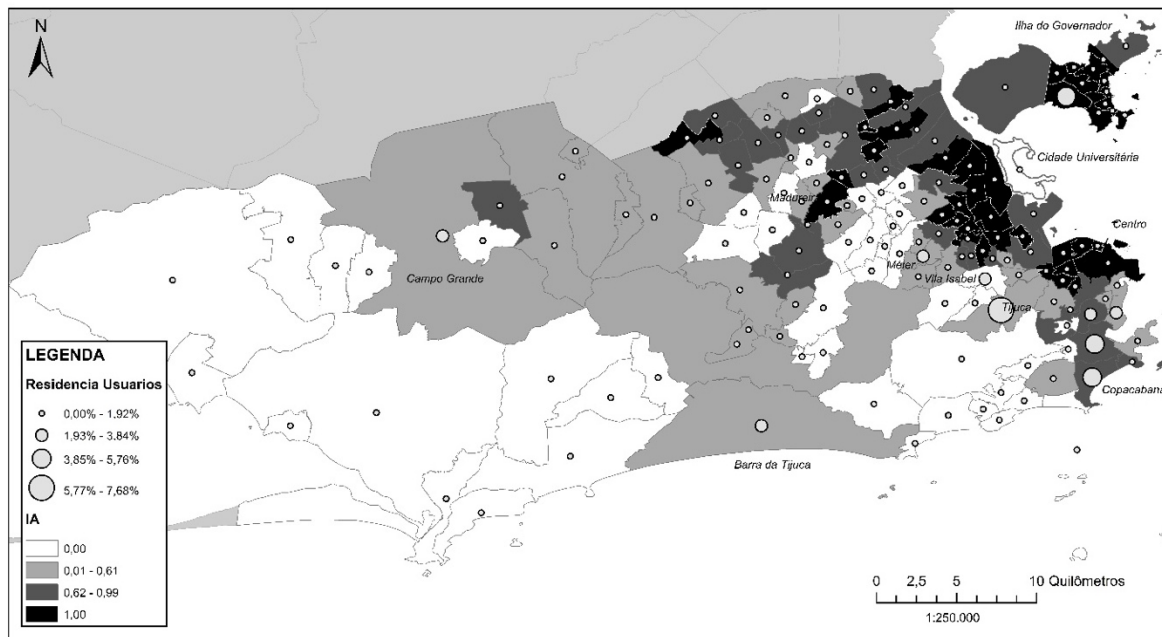 N
Ilha do Governador
Cidade Universitária
Centro
Madureira
Méier
Vila Isabel
Tijuca
Campo Grande
Copacabana
Barra da Tijuca
LEGENDA
Residencia Usuarios
0,00% - 1,92%
1,93% - 3,84%
3,85% - 5,76%
5,77% - 7,68%
IA
0,00
0,01 - 0,61
0,62 - 0,99
1,00
0 2,5 5 10 Quilômetros
1:250.000